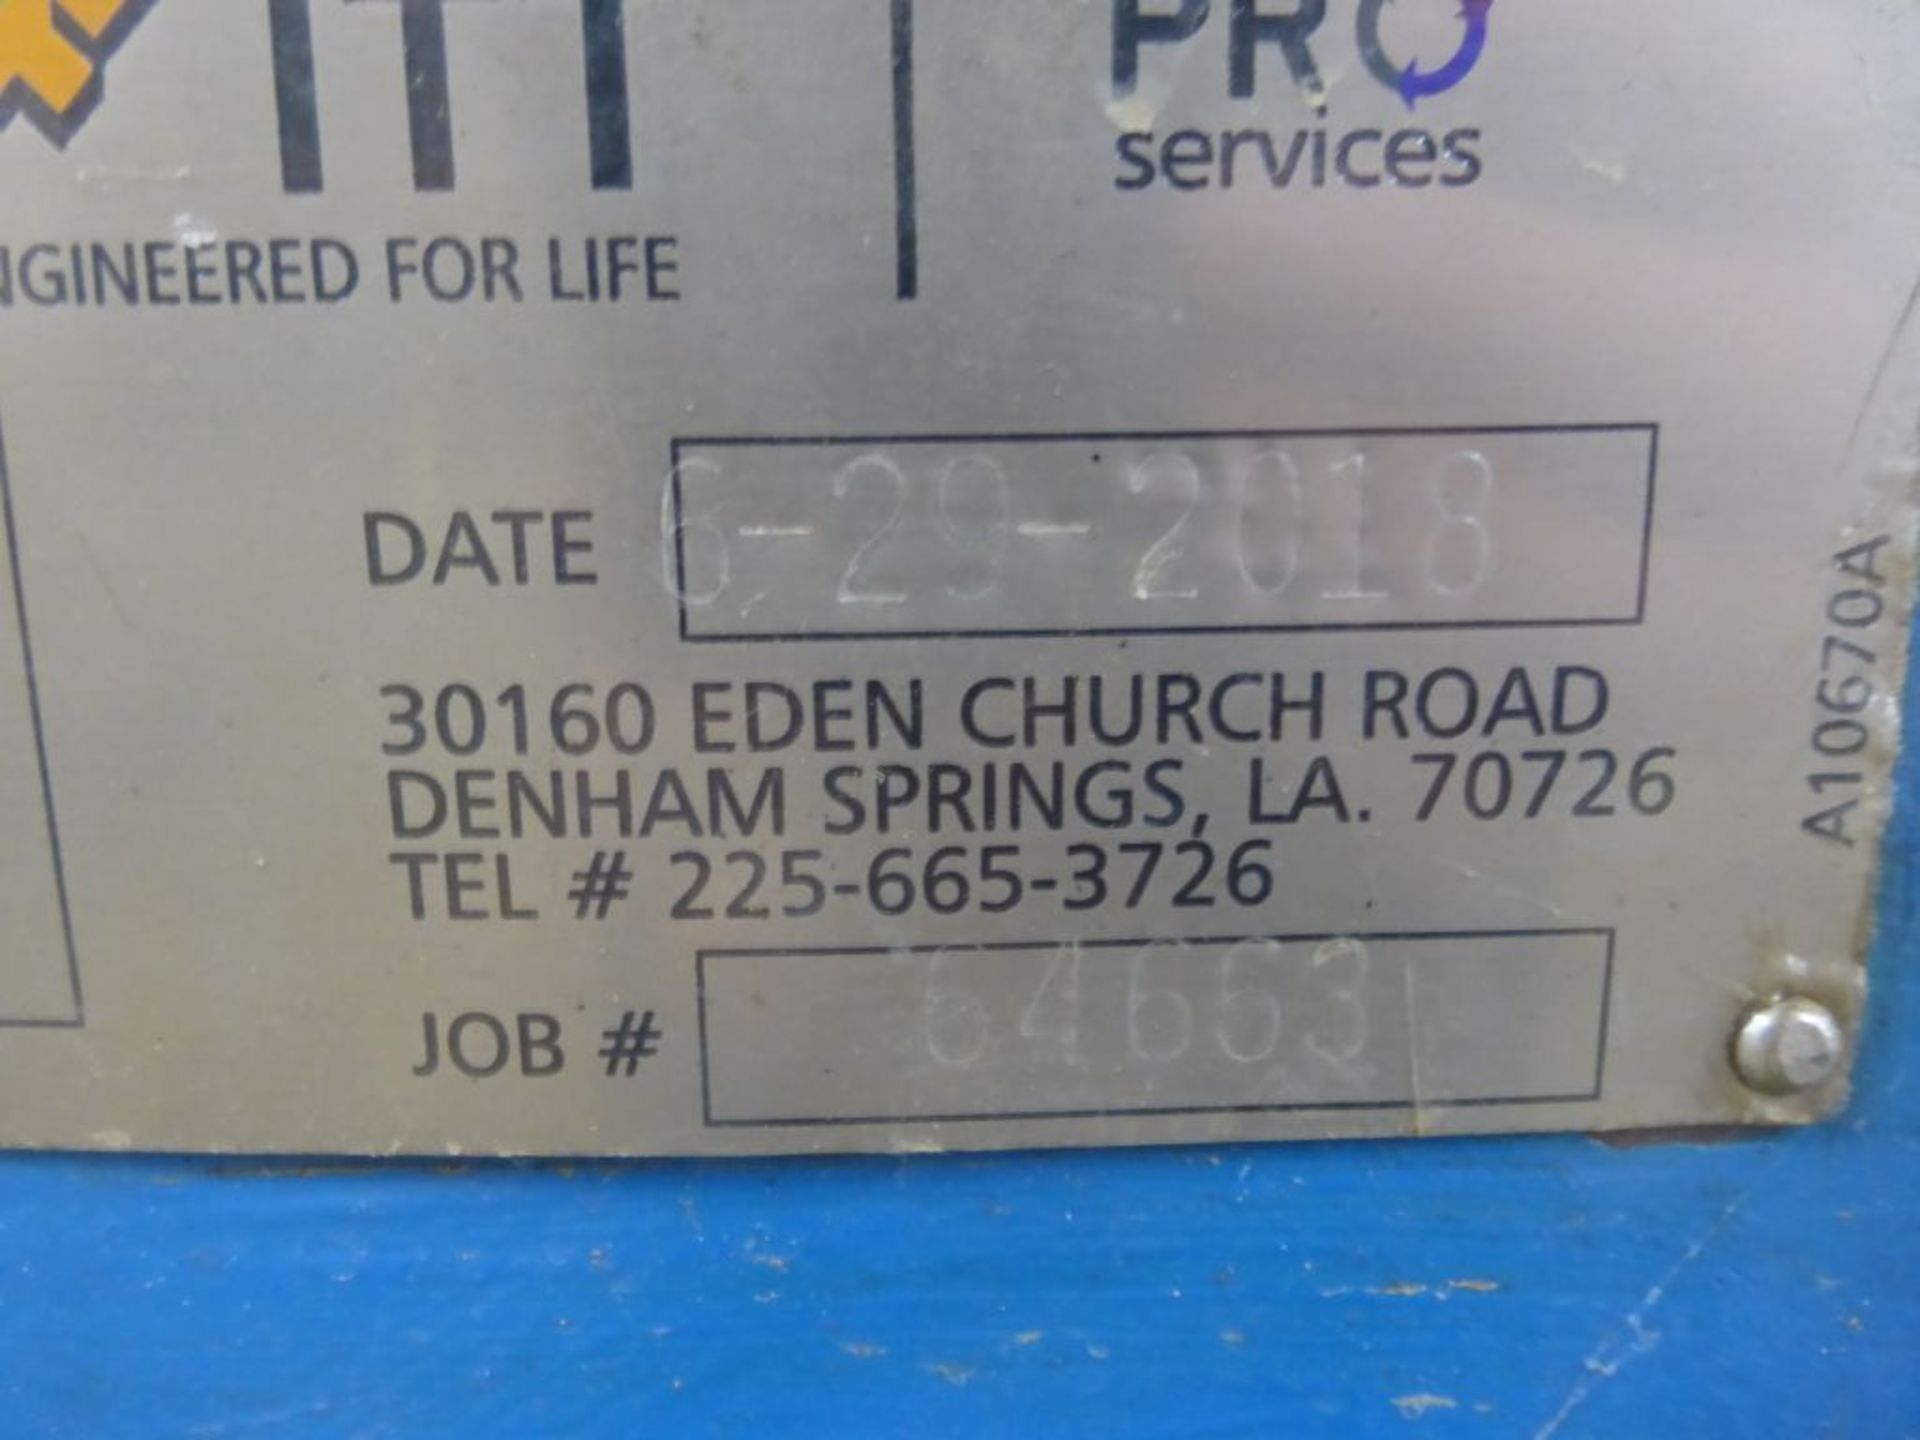 ITT
PRO
services
NGINEERED FOR LIFE
DATE 6-29-2018
30160 EDEN CHURCH ROAD
DENHAM SPRINGS, LA. 70726
TEL # 225-665-3726
JOB # 64663
A10670A